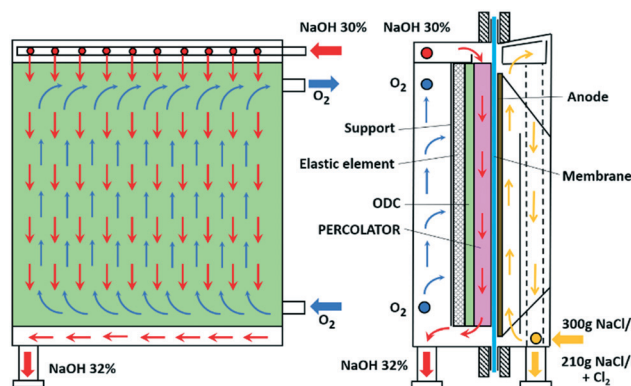 NaOH 30%
O2
O2
NaOH 32%
NaOH 30%
O2
Support
Elastic element
ODC
PERCOLATOR
O2
NaOH 32%
Anode
Membrane
300g NaCl/
210g NaCl/
+ Cl2